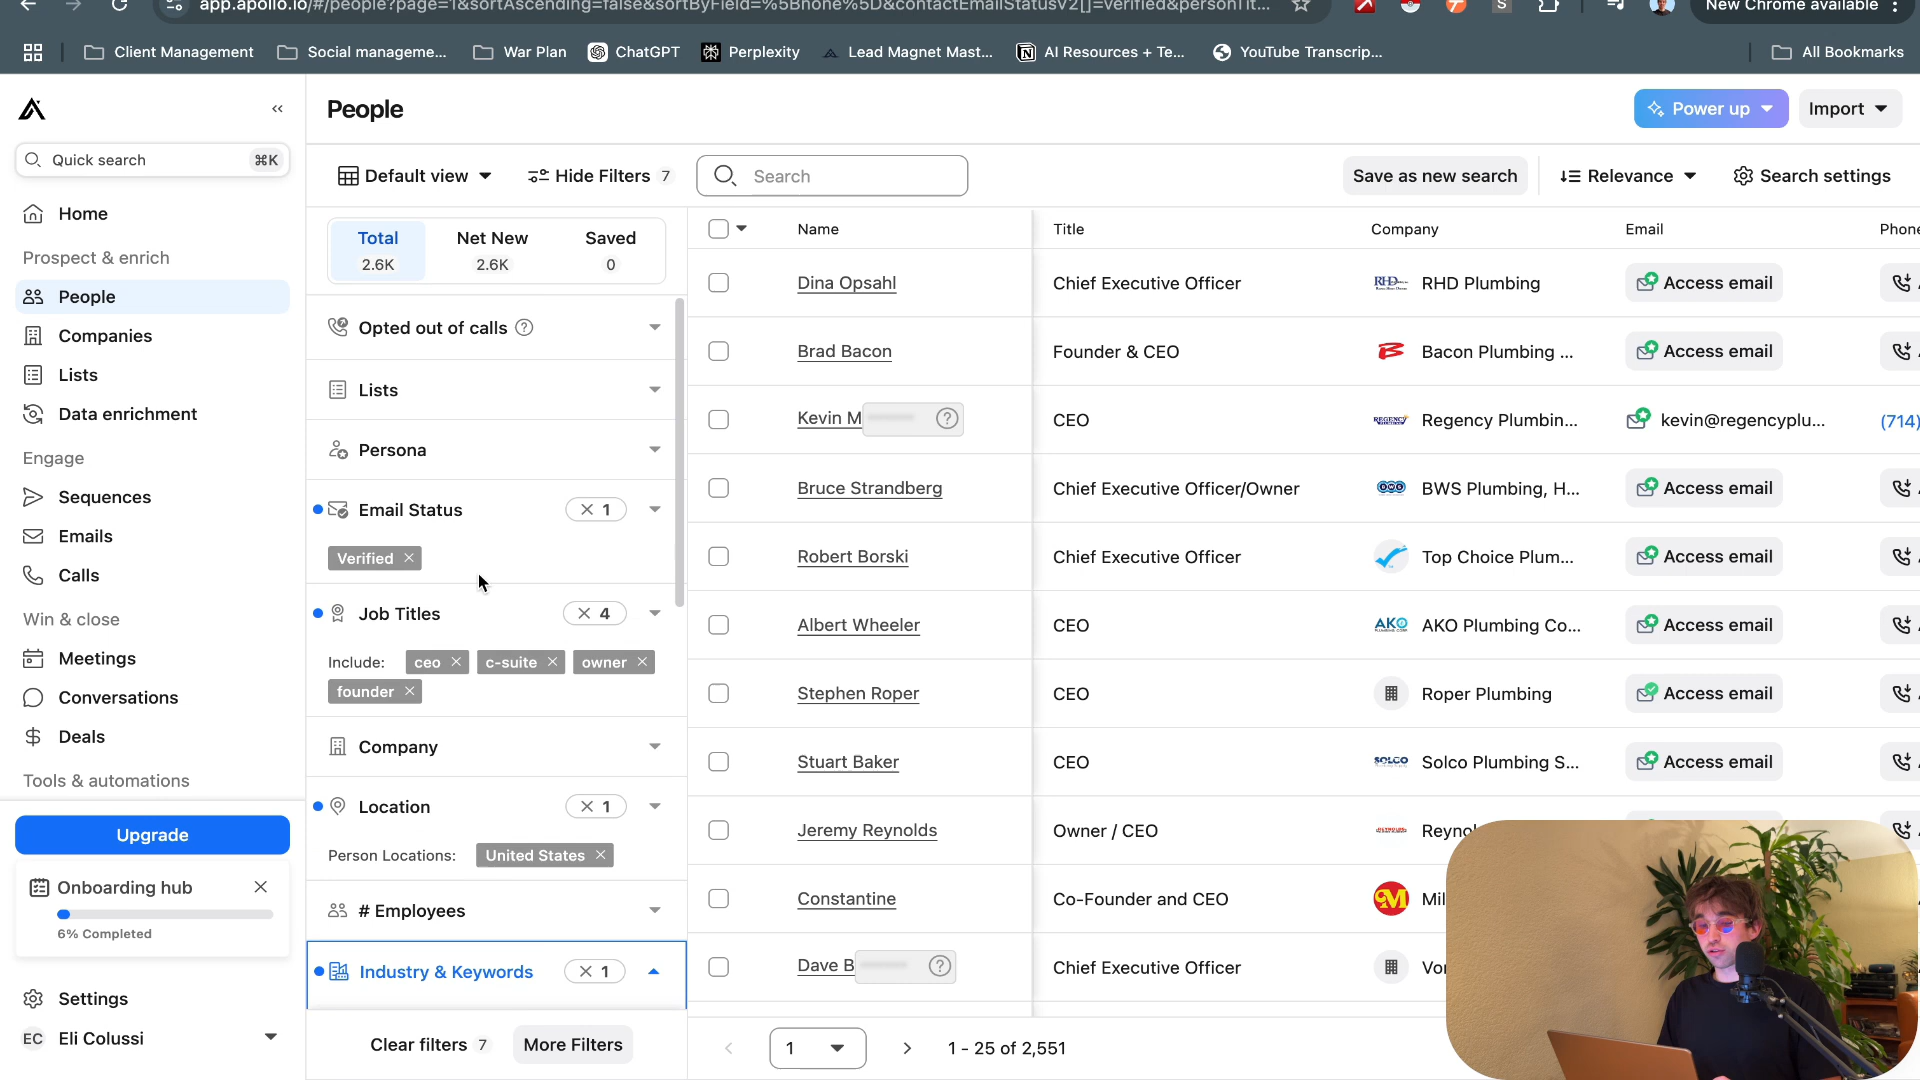 app.apollo.io/#/people?page=1&sortAscending=false&sortByField=%5Bnone%5D&contactEmailStatusV2[]=verified&personTit...
New Chrome available
Client Management
Social manageme...
War Plan
ChatGPT
Perplexity
Lead Magnet Mast...
AI Resources + Te...
YouTube Transcrip...
All Bookmarks
People
Power up
Import
Quick search
⌘K
Default view
Hide Filters 7
Search
Save as new search
Relevance
Search settings
Home
Prospect & enrich
People
Companies
Lists
Data enrichment
Engage
Sequences
Emails
Calls
Win & close
Meetings
Conversations
Deals
Tools & automations
Upgrade
Onboarding hub
6% Completed
Settings
EC Eli Colussi
Total
2.6K
Net New
2.6K
Saved
0
Opted out of calls
Lists
Persona
Email Status
1
Verified
Job Titles
4
Include: ceo c-suite owner
founder
Company
Location
1
Person Locations: United States
# Employees
Industry & Keywords
1
Clear filters 7
More Filters
Name Title Company Email Phone
Dina Opsahl Chief Executive Officer RHD Plumbing Access email
Brad Bacon Founder & CEO Bacon Plumbing ... Access email
Kevin M CEO Regency Plumbin... kevin@regencyplu... (714)
Bruce Strandberg Chief Executive Officer/Owner BWS Plumbing, H... Access email
Robert Borski Chief Executive Officer Top Choice Plum... Access email
Albert Wheeler CEO AKO Plumbing Co... Access email
Stephen Roper CEO Roper Plumbing Access email
Stuart Baker CEO Solco Plumbing S... Access email
Jeremy Reynolds Owner / CEO Reyno
Constantine Co-Founder and CEO Mil
Dave B Chief Executive Officer Vo
1
1 - 25 of 2,551